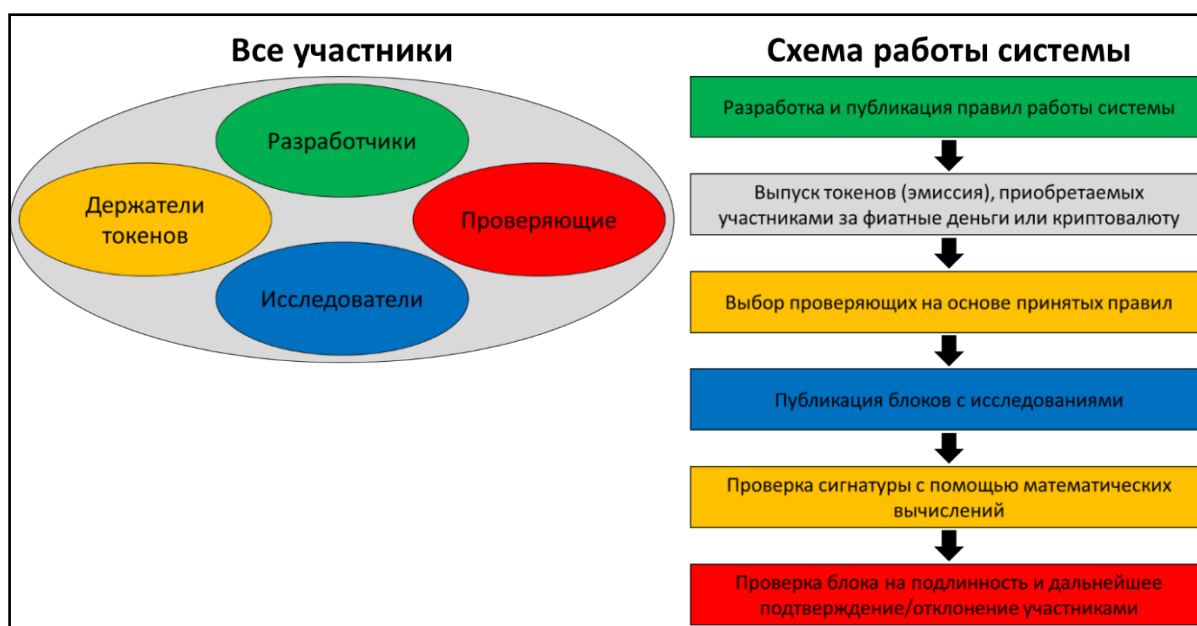 Все участники
Разработчики
Держатели
токенов
Проверяющие
Исследователи
Схема работы системы
Разработка и публикация правил работы системы
Выпуск токенов (эмиссия), приобретаемых
участниками за фиатные деньги или криптовалюту
Выбор проверяющих на основе принятых правил
Публикация блоков с исследованиями
Проверка сигнатуры с помощью математических
вычислений
Проверка блока на подлинность и дальнейшее
подтверждение/отклонение участниками